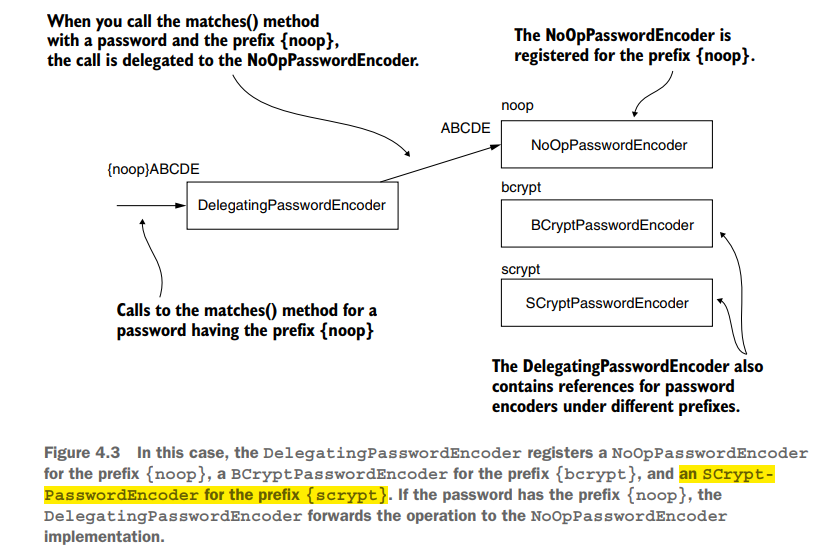 When you call the matches() method
with a password and the prefix {noop},
the call is delegated to the NoOpPasswordEncoder.
The NoOpPasswordEncoder is
registered for the prefix {noop}.
noop
ABCDE
NoOpPasswordEncoder
{noop}ABCDE
DelegatingPasswordEncoder
bcrypt
BCryptPasswordEncoder
scrypt
SCryptPasswordEncoder
Calls to the matches() method for a
password having the prefix {noop}
The DelegatingPasswordEncoder also
contains references for password
encoders under different prefixes.
Figure 4.3 In this case, the DelegatingPasswordEncoder registers a NoOpPasswordEncoder
for the prefix {noop}, a BCryptPasswordEncoder for the prefix {bcrypt}, and an SCrypt-
PasswordEncoder for the prefix {scrypt}. If the password has the prefix {noop}, the
DelegatingPasswordEncoder forwards the operation to the NoOpPasswordEncoder
implementation.